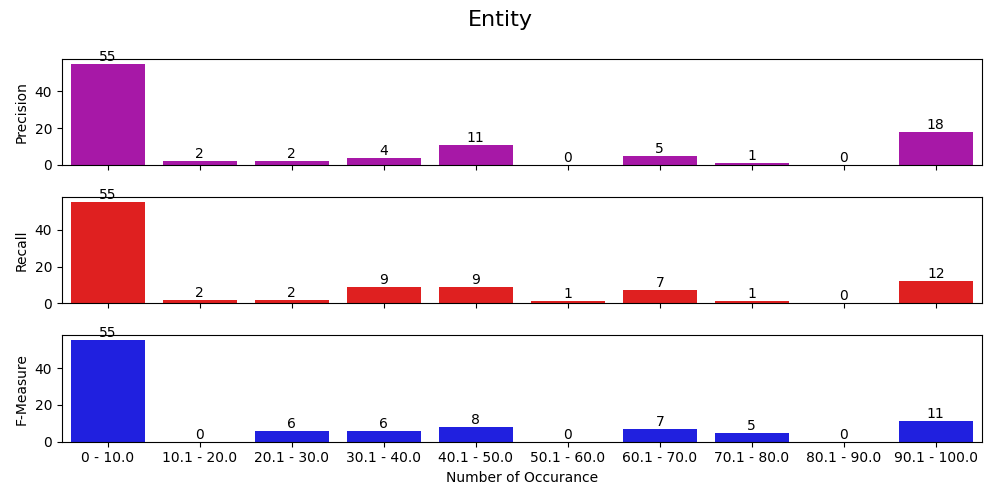 Entity
Precision
0 20 40
55 2 2 4 11 0 5 1 0 18
Recall
0 20 40
55 2 2 9 9 1 7 1 0 12
F-Measure
0 20 40
55 0 6 6 8 0 7 5 0 11
0 - 10.0 10.1 - 20.0 20.1 - 30.0 30.1 - 40.0 40.1 - 50.0 50.1 - 60.0 60.1 - 70.0 70.1 - 80.0 80.1 - 90.0 90.1 - 100.0
Number of Occurance